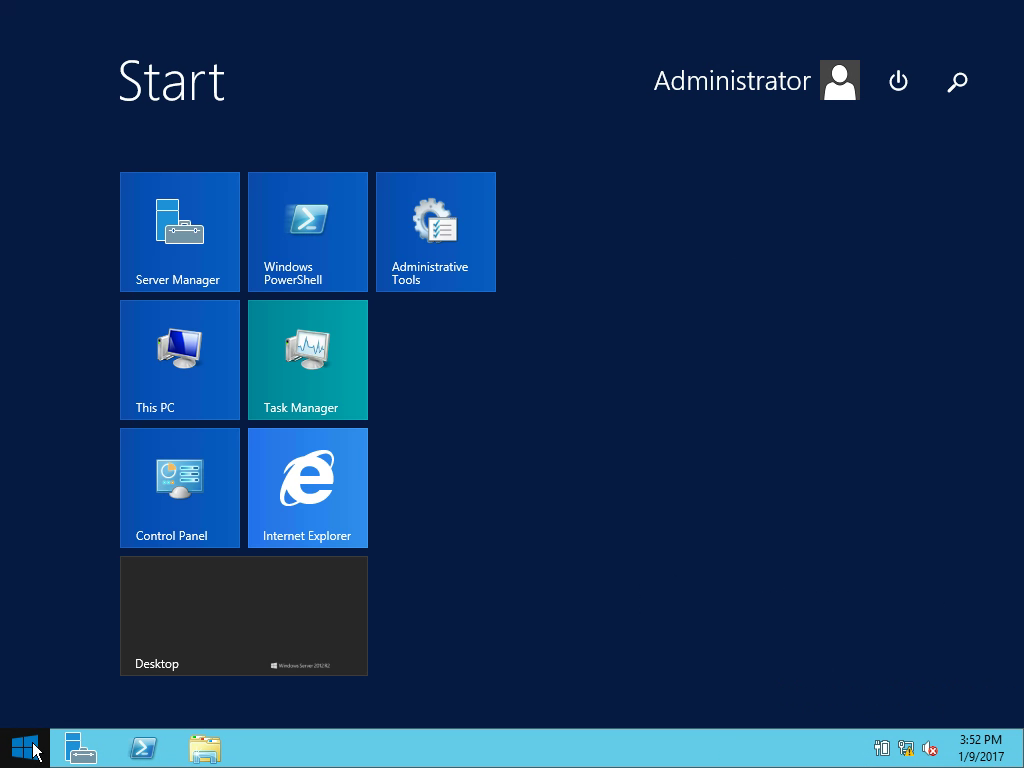 Start
Administrator
Server Manager
Windows
PowerShell
Administrative
Tools
This PC
Task Manager
Control Panel
Internet Explorer
Desktop
Windows Server 2012 R2
3:52 PM
1/9/2017